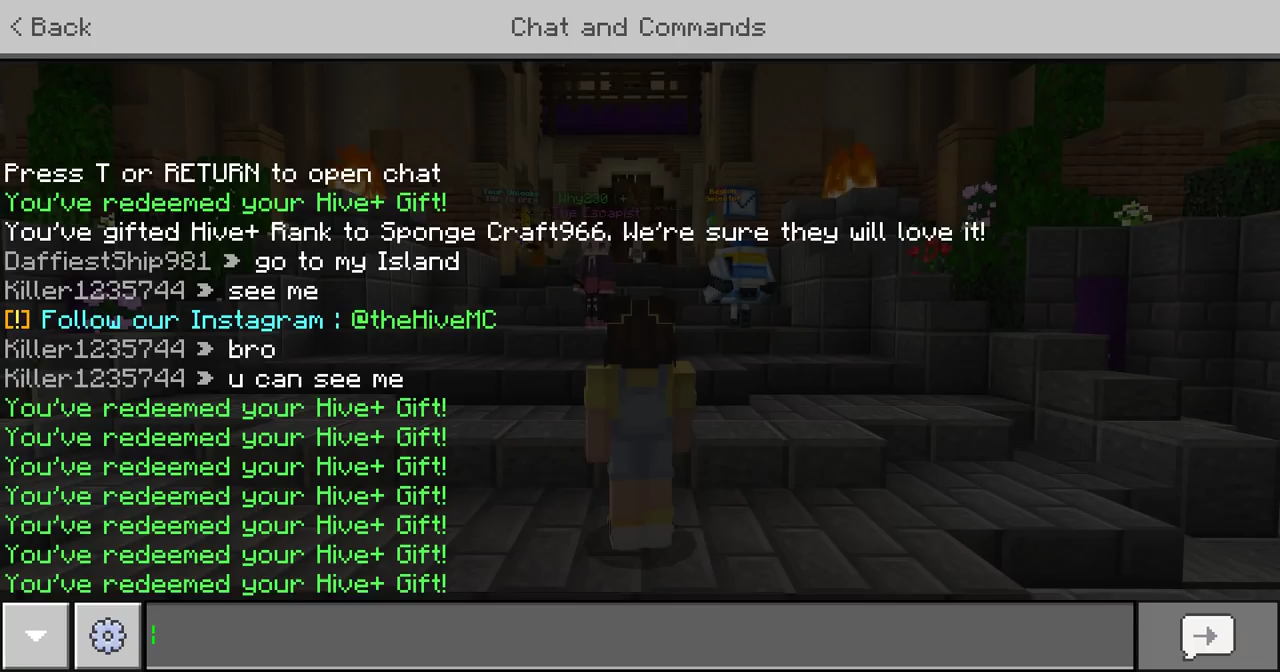 Back
Chat and Commands
Press T or RETURN to open chat
You've redeemed your Hive+ Gift!
Why230 +
You've gifted Hive+ Rank to Sponge Craft966. We're sure they will love it!
DaffiestShip981 » go to my Island
Killer1235744 » see me
[!] Follow our Instagram : @theHiveMC
Killer1235744 » bro
Killer1235744 » u can see me
You've redeemed your Hive+ Gift!
You've redeemed your Hive+ Gift!
You've redeemed your Hive+ Gift!
You've redeemed your Hive+ Gift!
You've redeemed your Hive+ Gift!
You've redeemed your Hive+ Gift!
You've redeemed your Hive+ Gift!